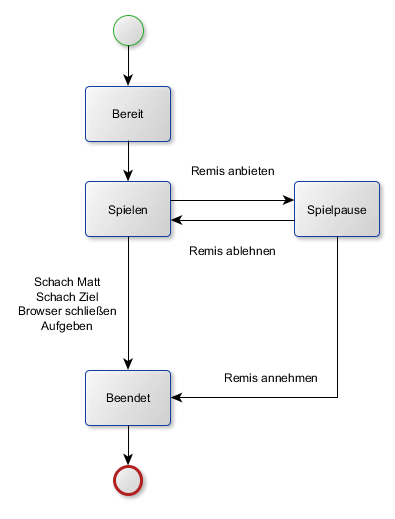 Bereit
Remis anbieten
Spielen
Spielpause
Remis ablehnen
Schach Matt
Schach Ziel
Browser schließen
Aufgeben
Remis annehmen
Beendet